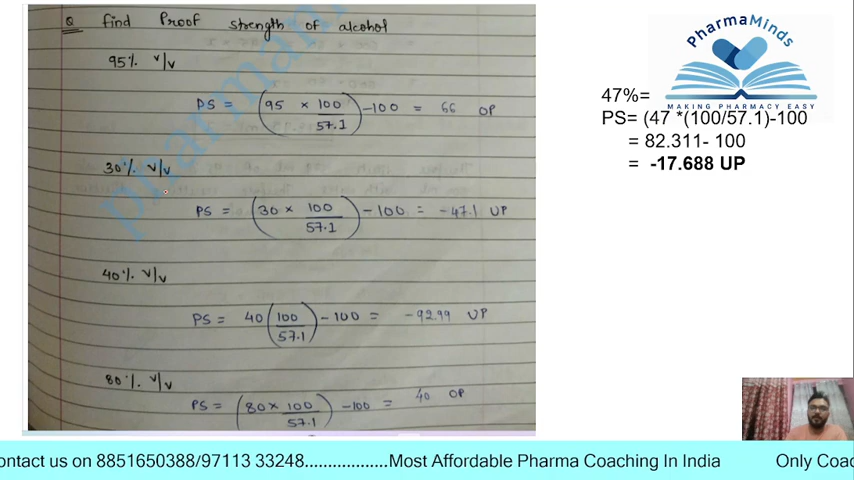 Q Find Proof strength of alcohol
95% v/v
PS = (95 × 100/57.1) -100 = 66 OP
30% v/v
PS = (30 × 100/57.1) -100 = -47.1 UP
40% v/v
PS = 40(100/57.1) -100 = -92.99 UP
80% v/v
PS = (80 × 100/57.1) -100 = 40 OP
PharmaMinds
MAKING PHARMACY EASY
47%=
PS= (47 *(100/57.1)-100
= 82.311- 100
= -17.688 UP
ontact us on 8851650388/97113 33248..................Most Affordable Pharma Coaching In India Only Coac